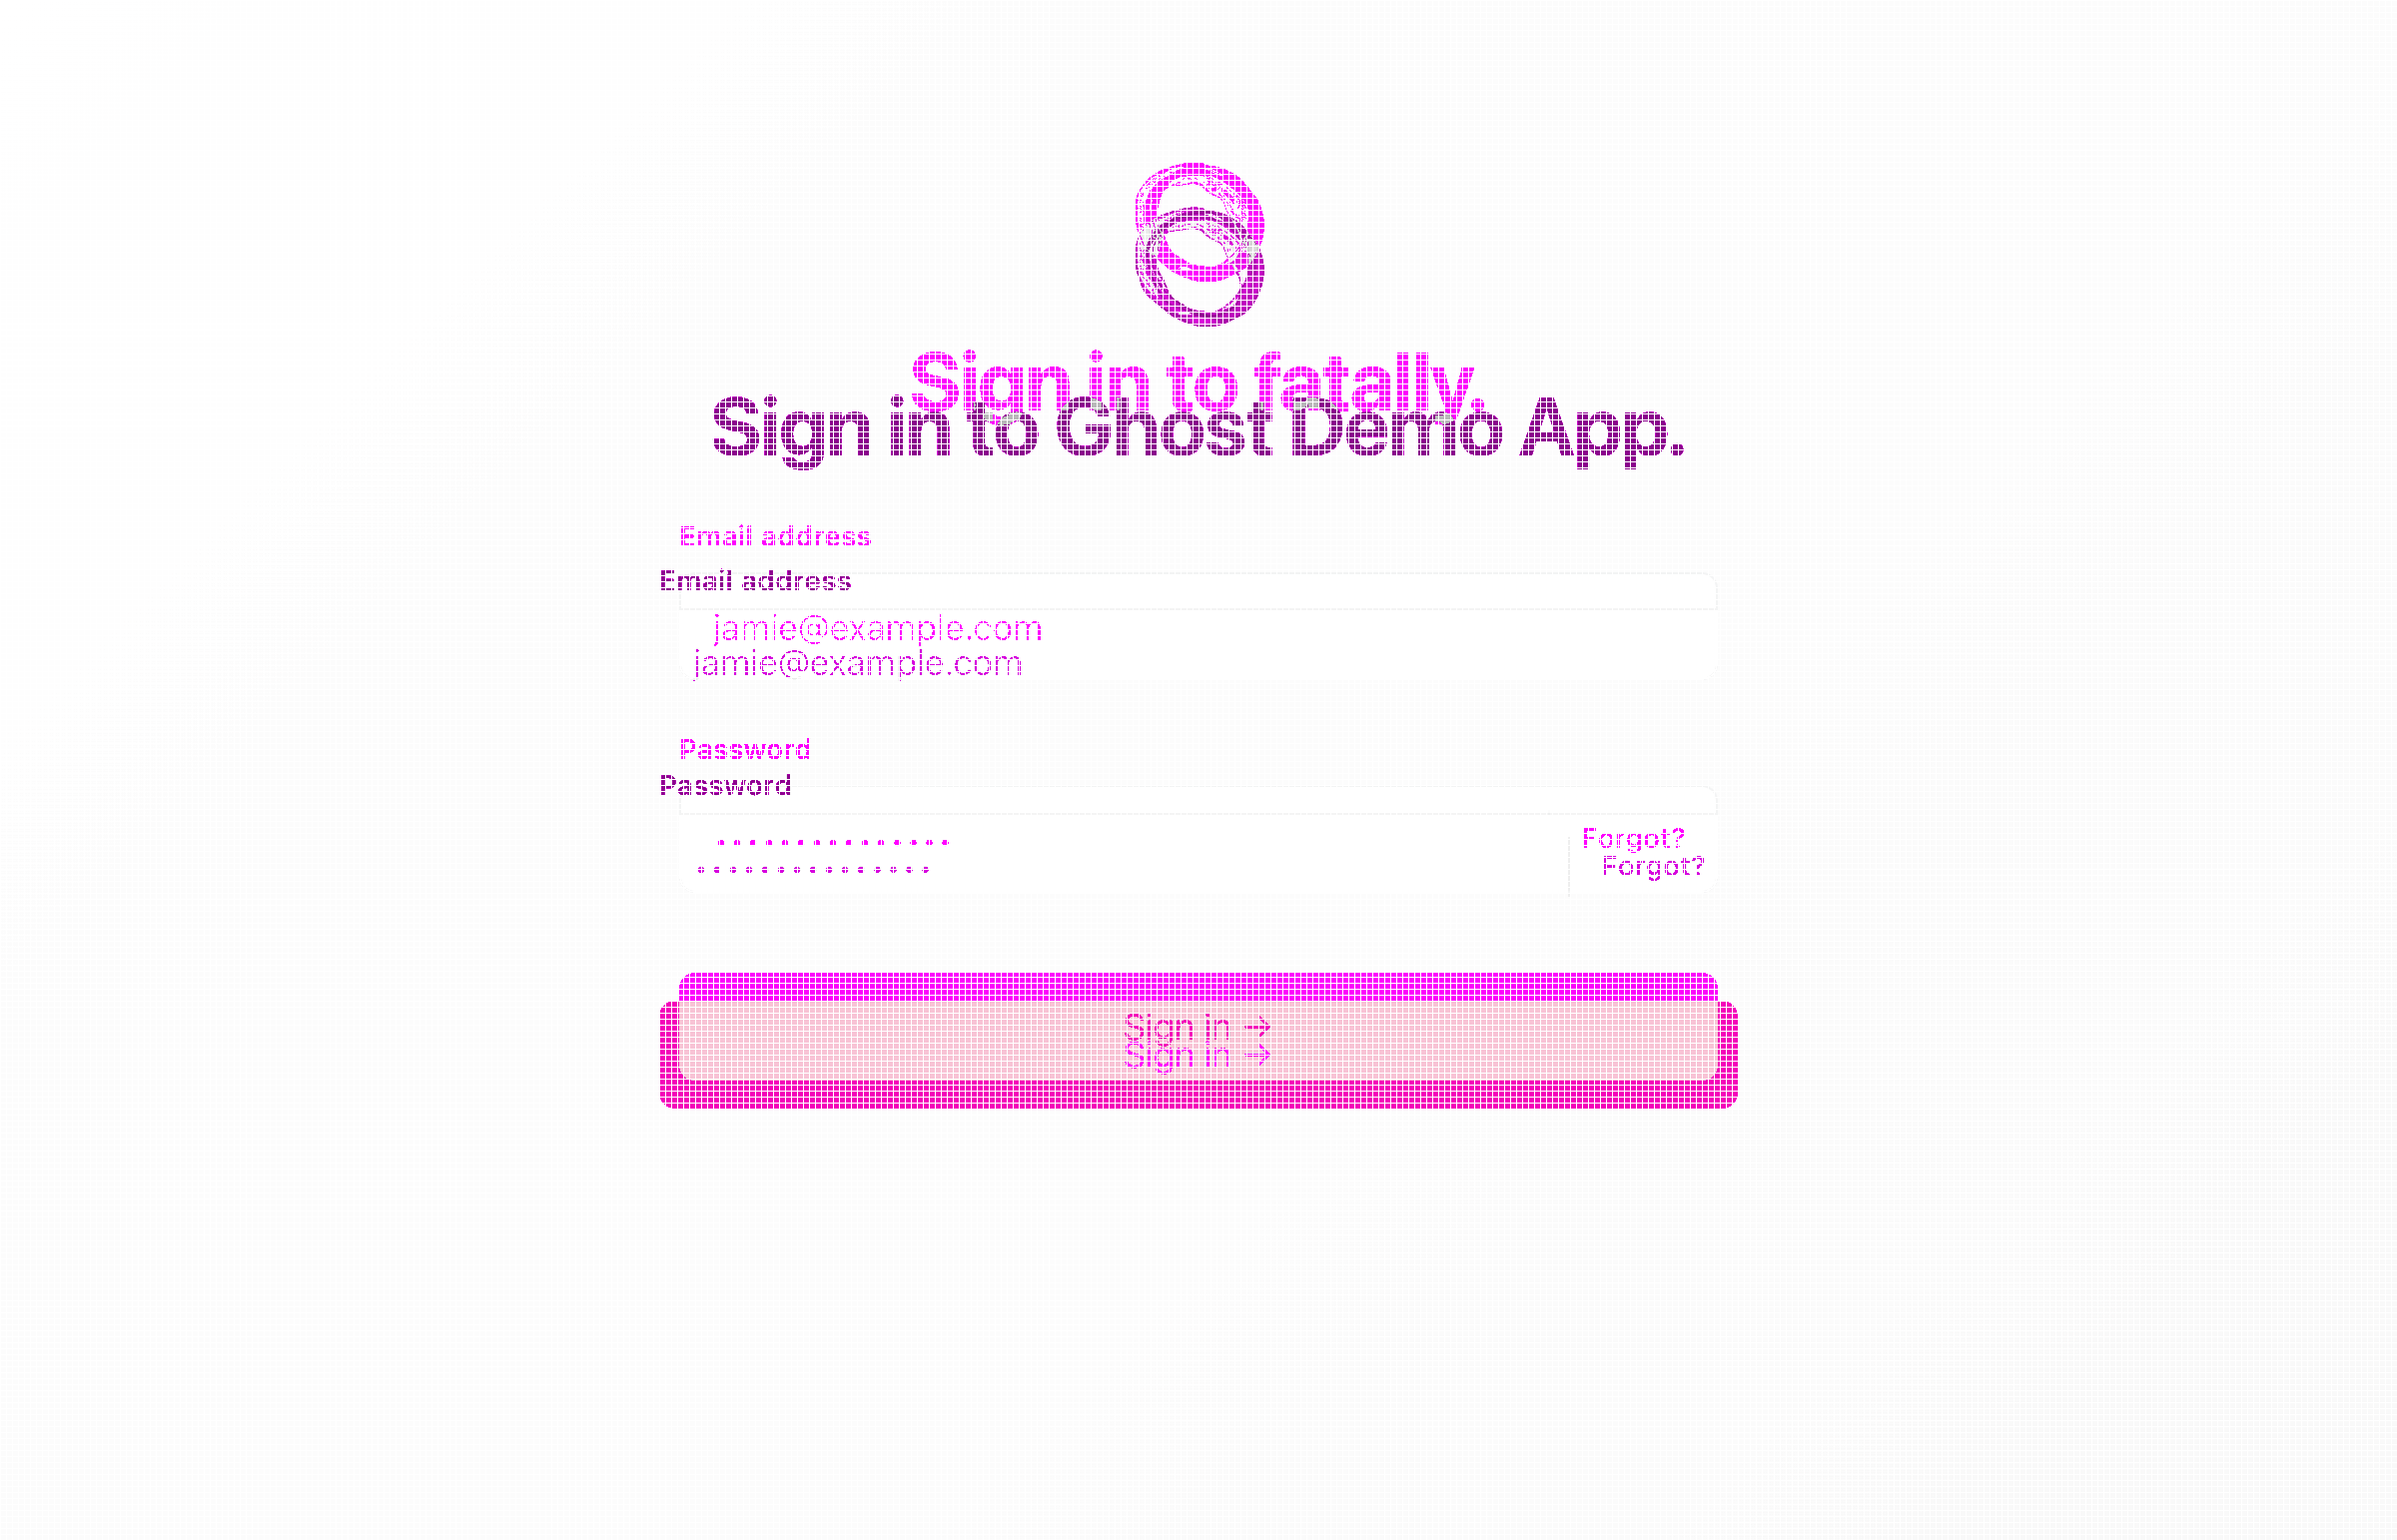 Sign in to fatally.
Sign in to Ghost Demo App.
Email address
Email address
jamie@example.com
jamie@example.com
Password
Password
•••••••••••••••
Forgot?
•••••••••••••••
Forgot?
Sign in →
Sign in →